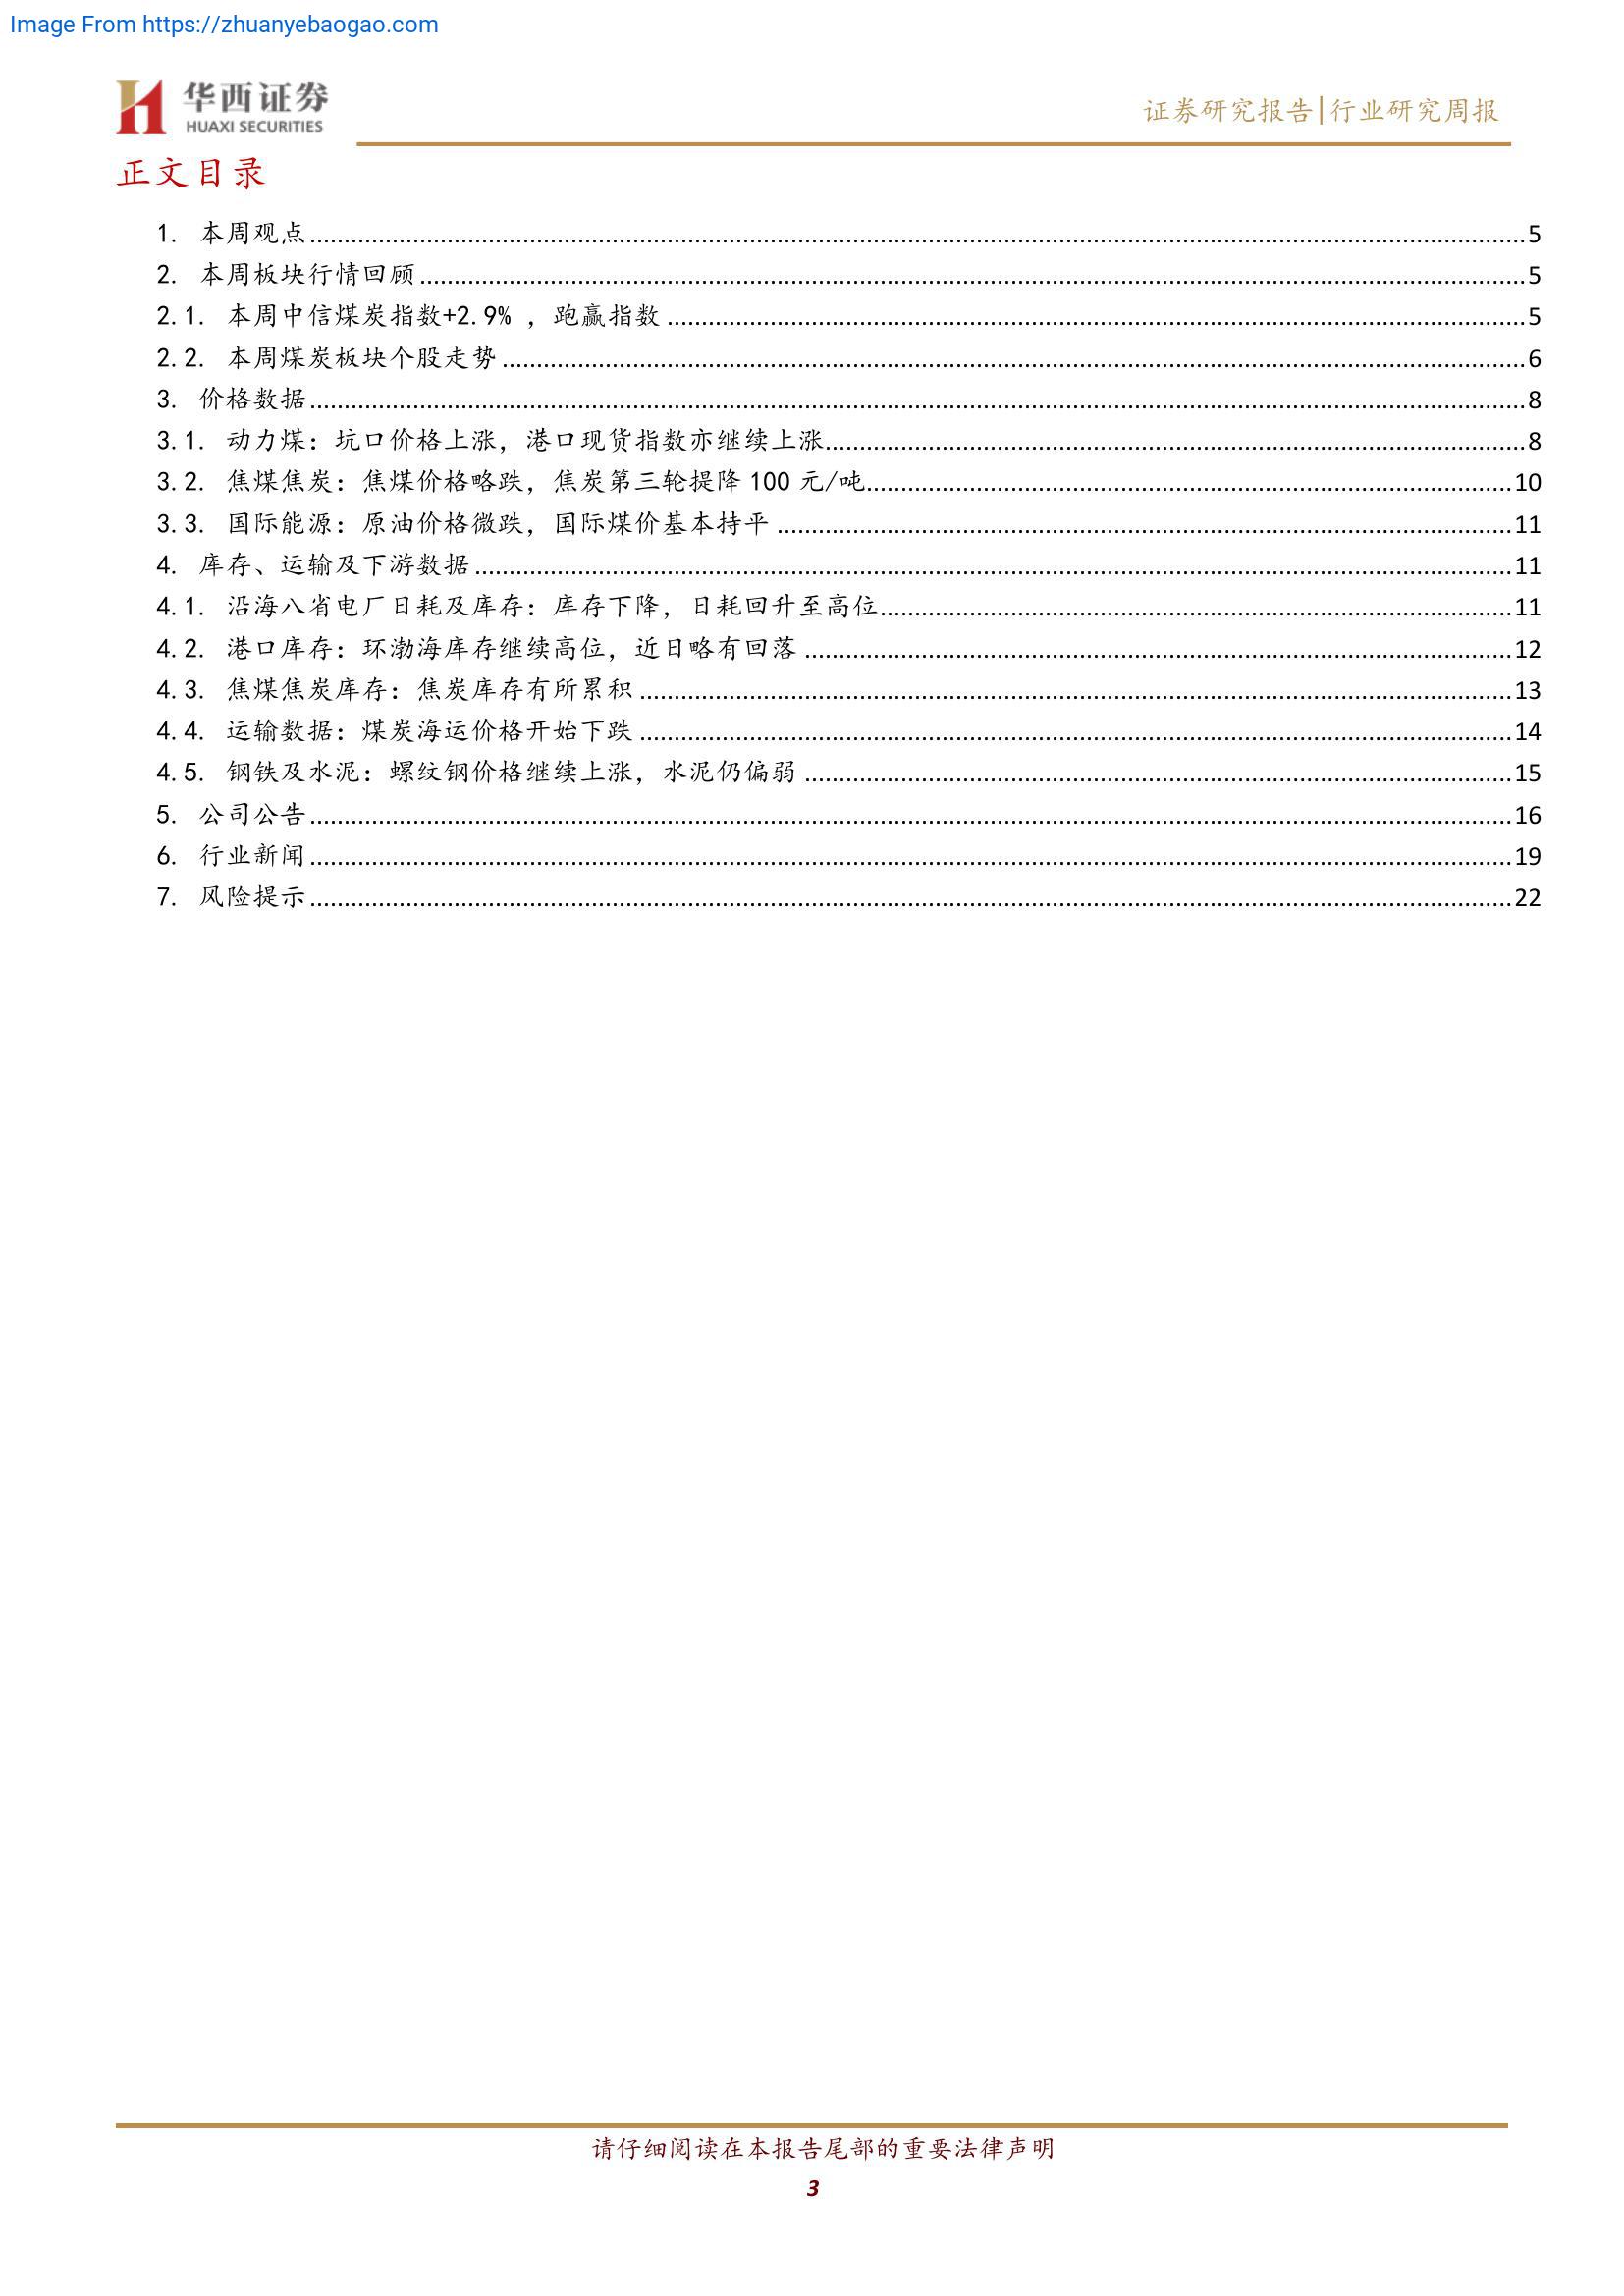 Image From https://zhuanyebaogao.com
华西证券
HUAXI SECURITIES
证券研究报告|行业研究周报
正文目录
1. 本周观点 5
2. 本周板块行情回顾 5
2.1. 本周中信煤炭指数+2.9% ，跑赢指数 5
2.2. 本周煤炭板块个股走势 6
3. 价格数据 8
3.1. 动力煤：坑口价格上涨，港口现货指数亦继续上涨 8
3.2. 焦煤焦炭：焦煤价格略跌，焦炭第三轮提降 100 元/吨 10
3.3. 国际能源：原油价格微跌，国际煤价基本持平 11
4. 库存、运输及下游数据 11
4.1. 沿海八省电厂日耗及库存：库存下降，日耗回升至高位 11
4.2. 港口库存：环渤海库存继续高位，近日略有回落 12
4.3. 焦煤焦炭库存：焦炭库存有所累积 13
4.4. 运输数据：煤炭海运价格开始下跌 14
4.5. 钢铁及水泥：螺纹钢价格继续上涨，水泥仍偏弱 15
5. 公司公告 16
6. 行业新闻 19
7. 风险提示 22
请仔细阅读在本报告尾部的重要法律声明
3